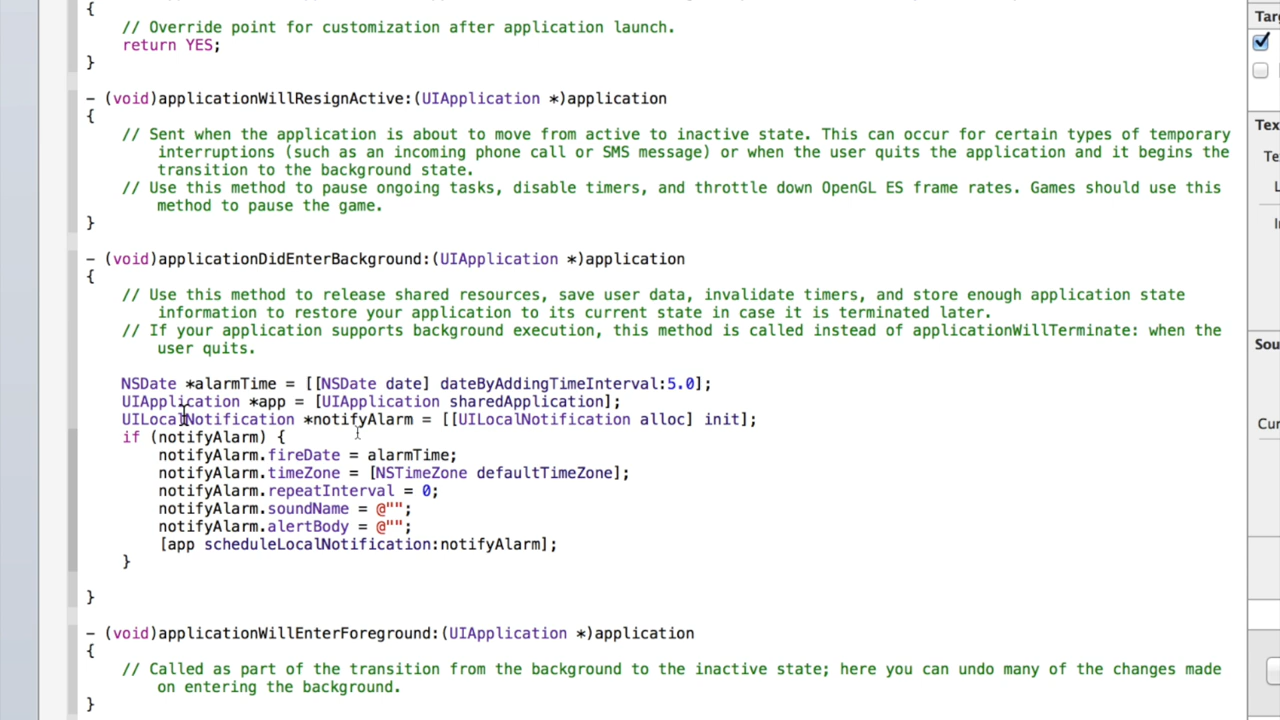 {
// Override point for customization after application launch.
return YES;
}
- (void)applicationWillResignActive:(UIApplication *)application
{
// Sent when the application is about to move from active to inactive state. This can occur for certain types of temporary
interruptions (such as an incoming phone call or SMS message) or when the user quits the application and it begins the
transition to the background state.
// Use this method to pause ongoing tasks, disable timers, and throttle down OpenGL ES frame rates. Games should use this
method to pause the game.
}
- (void)applicationDidEnterBackground:(UIApplication *)application
{
// Use this method to release shared resources, save user data, invalidate timers, and store enough application state
information to restore your application to its current state in case it is terminated later.
// If your application supports background execution, this method is called instead of applicationWillTerminate: when the
user quits.
NSDate *alarmTime = [[NSDate date] dateByAddingTimeInterval:5.0];
UIApplication *app = [UIApplication sharedApplication];
UILocalNotification *notifyAlarm = [[UILocalNotification alloc] init];
if (notifyAlarm) {
notifyAlarm.fireDate = alarmTime;
notifyAlarm.timeZone = [NSTimeZone defaultTimeZone];
notifyAlarm.repeatInterval = 0;
notifyAlarm.soundName = @"";
notifyAlarm.alertBody = @"";
[app scheduleLocalNotification:notifyAlarm];
}
}
- (void)applicationWillEnterForeground:(UIApplication *)application
{
// Called as part of the transition from the background to the inactive state; here you can undo many of the changes made
on entering the background.
}